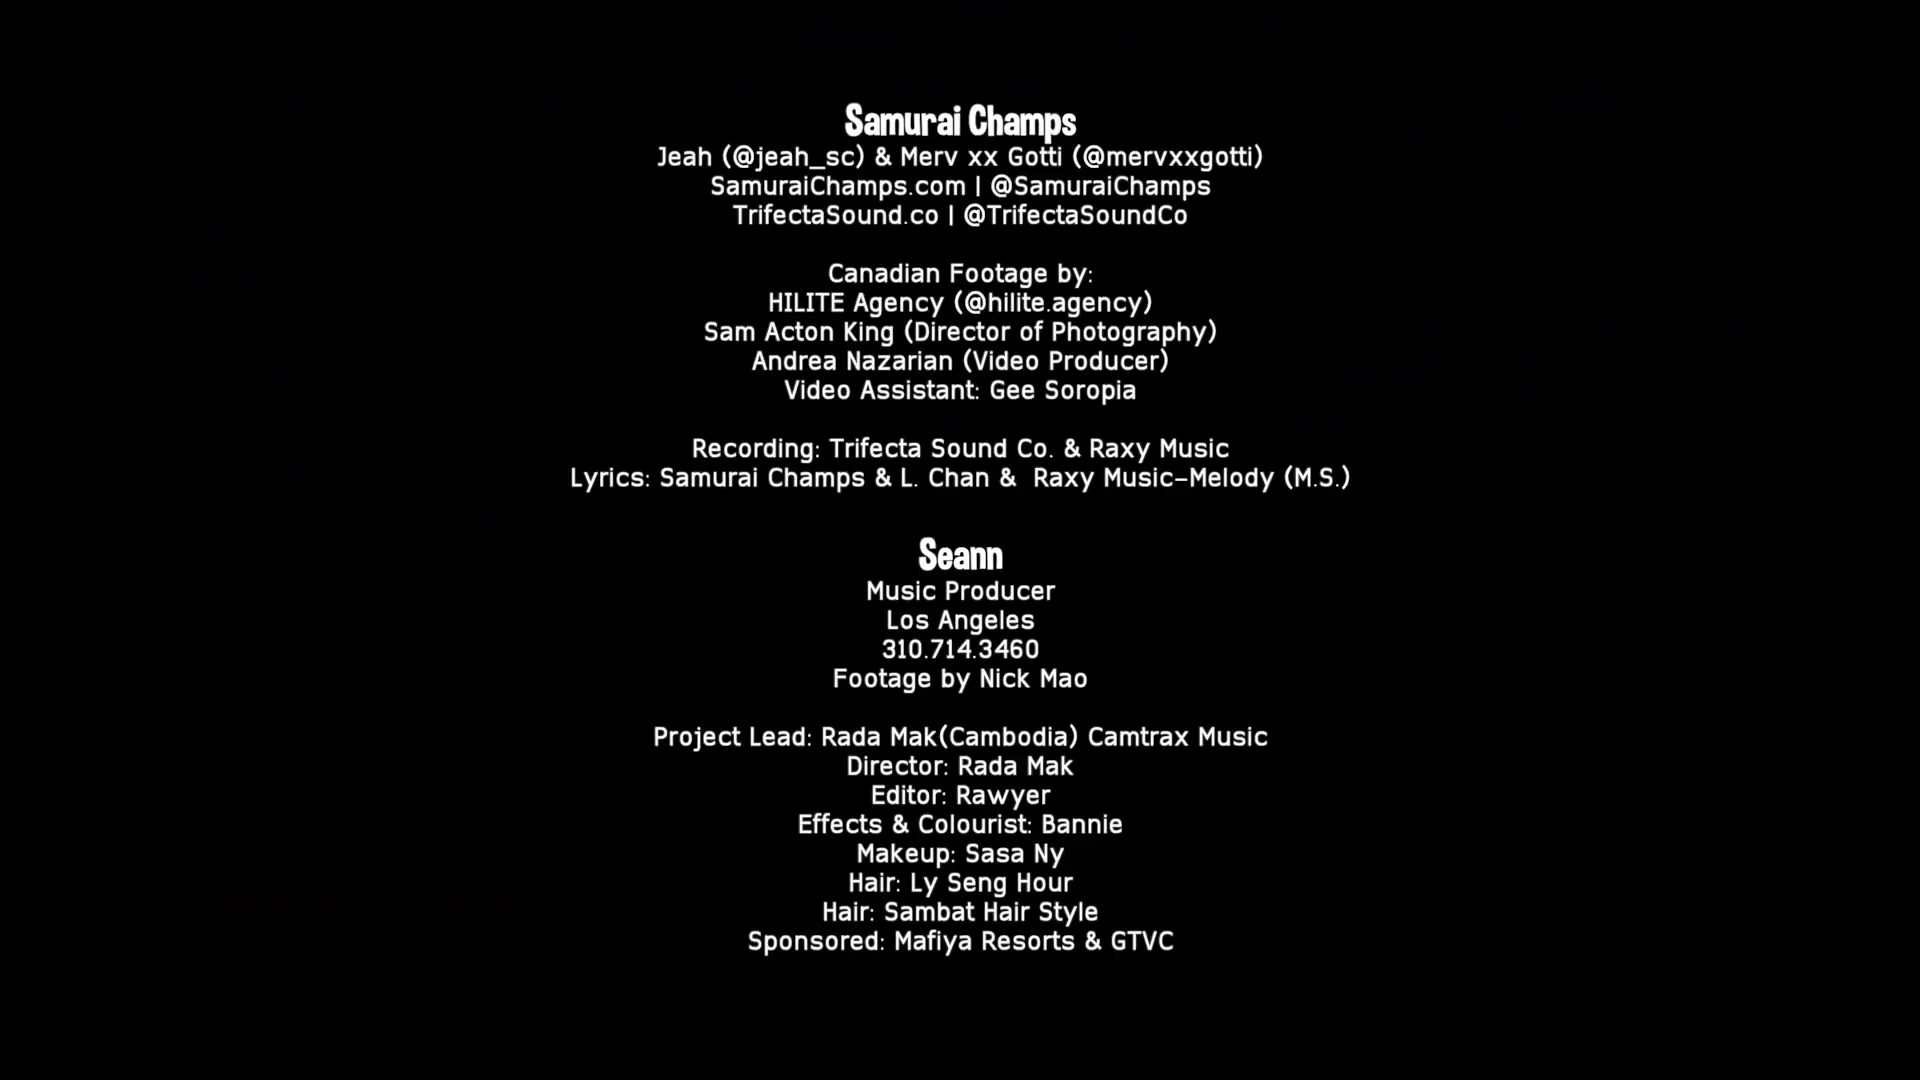 Samurai Champs
Jeah (@jeah_sc) & Merv xx Gotti (@mervxxgotti)
SamuraiChamps.com | @SamuraiChamps
TrifectaSound.co | @TrifectaSoundCo
Canadian Footage by:
HILITE Agency (@hilite.agency)
Sam Acton King (Director of Photography)
Andrea Nazarian (Video Producer)
Video Assistant: Gee Soropia
Recording: Trifecta Sound Co. & Raxy Music
Lyrics: Samurai Champs & L. Chan &  Raxy Music–Melody (M.S.)
Seann
Music Producer
Los Angeles
310.714.3460
Footage by Nick Mao
Project Lead: Rada Mak(Cambodia) Camtrax Music
Director: Rada Mak
Editor: Rawyer
Effects & Colourist: Bannie
Makeup: Sasa Ny
Hair: Ly Seng Hour
Hair: Sambat Hair Style
Sponsored: Mafiya Resorts & GTVC